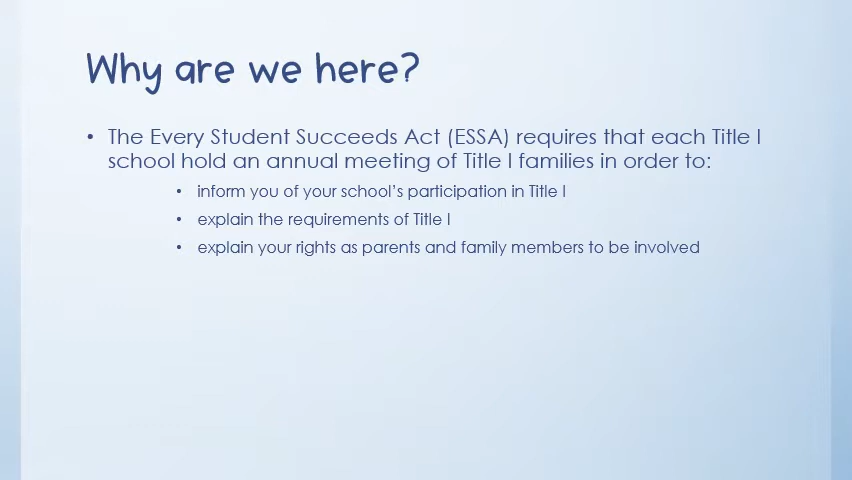 Why are we here?
• The Every Student Succeeds Act (ESSA) requires that each Title I
school hold an annual meeting of Title I families in order to:
• inform you of your school's participation in Title I
• explain the requirements of Title I
• explain your rights as parents and family members to be involved